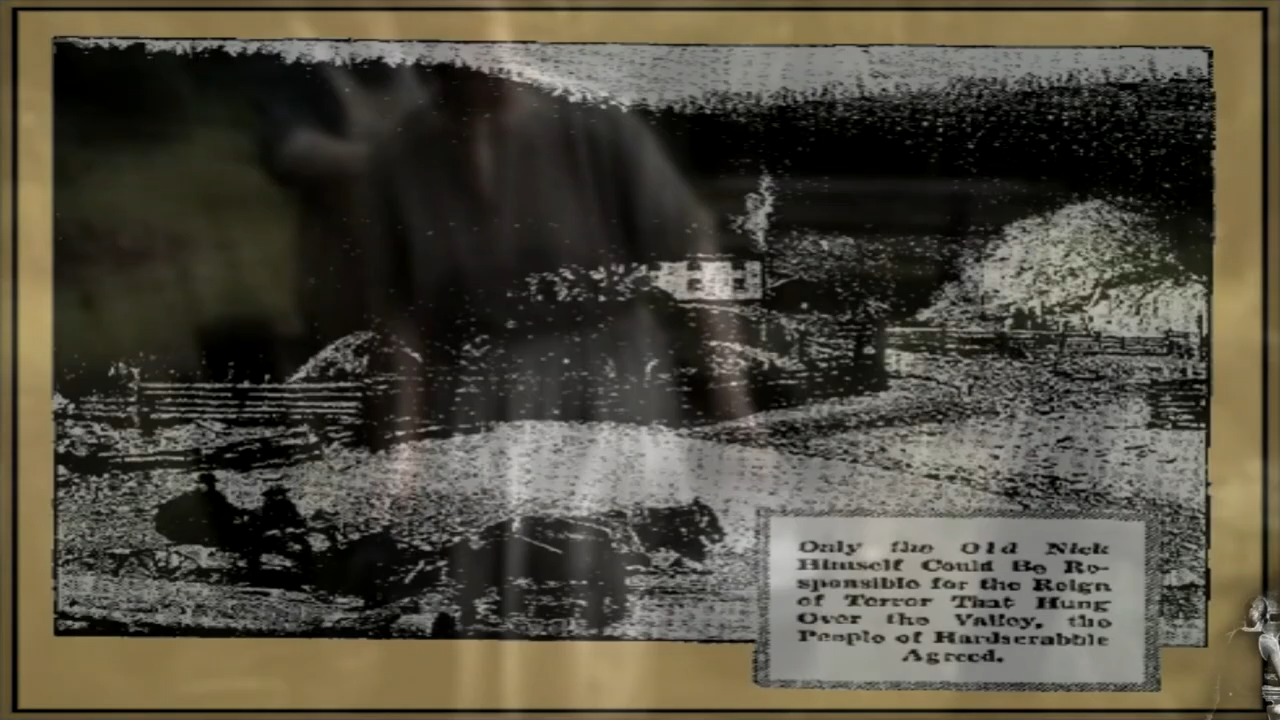 Only the Old Nick
Himself Could Be Re-
sponsible for the Reign
of Terror That Hung
Over the Valley, the
People of Hardscrabble
Agreed.